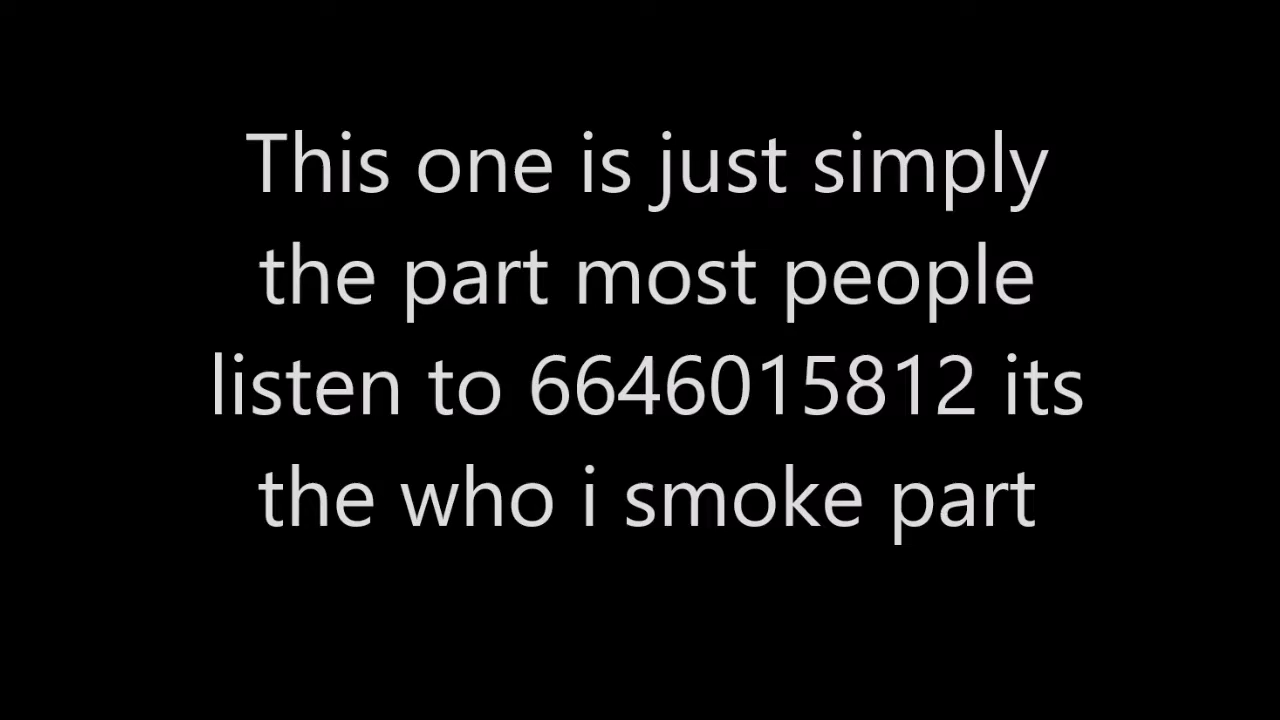 This one is just simply
the part most people
listen to 6646015812 its
the who i smoke part